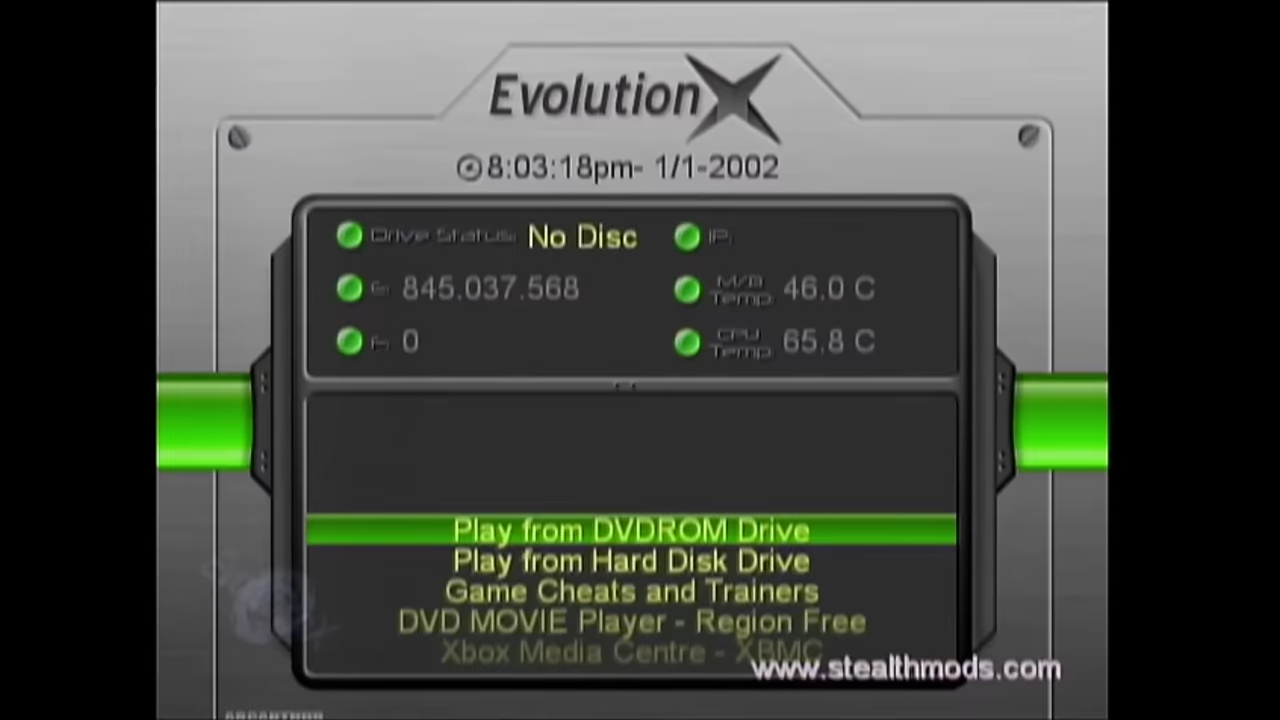 EvolutionX
8:03:18pm- 1/1-2002
Drive Status: No Disc
IP:
E: 845.037.568
M/B Temp: 46.0 C
F: 0
CPU Temp: 65.8 C
Play from DVDROM Drive
Play from Hard Disk Drive
Game Cheats and Trainers
DVD MOVIE Player - Region Free
Xbox Media Centre - XBMC
www.stealthmods.com